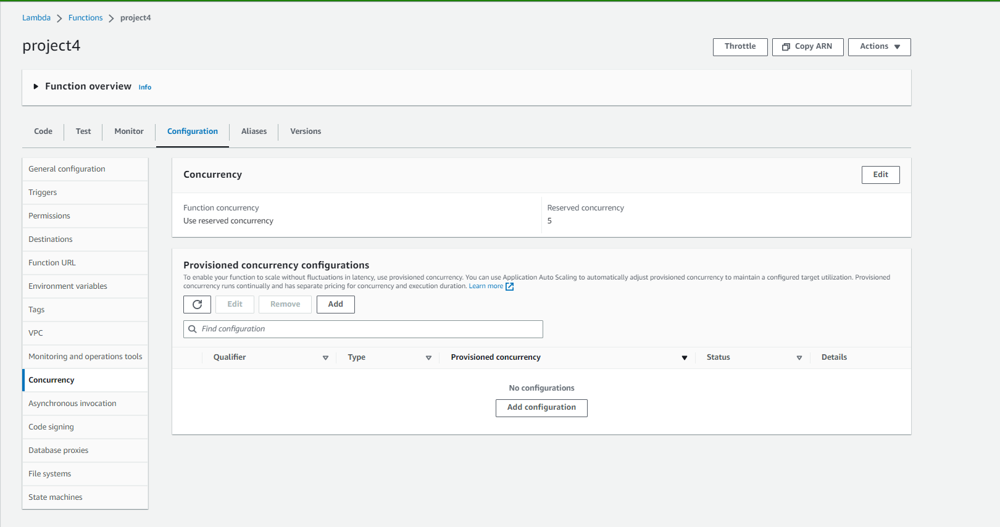 Lambda Functions project4
project4
Throttle Copy ARN Actions
Function overview Info
Code Test Monitor Configuration Aliases Versions
General configuration
Triggers
Permissions
Destinations
Function URL
Environment variables
Tags
VPC
Monitoring and operations tools
Concurrency
Asynchronous invocation
Code signing
Database proxies
File systems
State machines
Concurrency
Edit
Function concurrency
Use reserved concurrency
Reserved concurrency
5
Provisioned concurrency configurations
To enable your function to scale without fluctuations in latency, use provisioned concurrency. You can use Application Auto Scaling to automatically adjust provisioned concurrency to maintain a configured target utilization. Provisioned
concurrency runs continually and has separate pricing for concurrency and execution duration. Learn more
Edit Remove Add
Find configuration
Qualifier Type Provisioned concurrency Status Details
No configurations
Add configuration